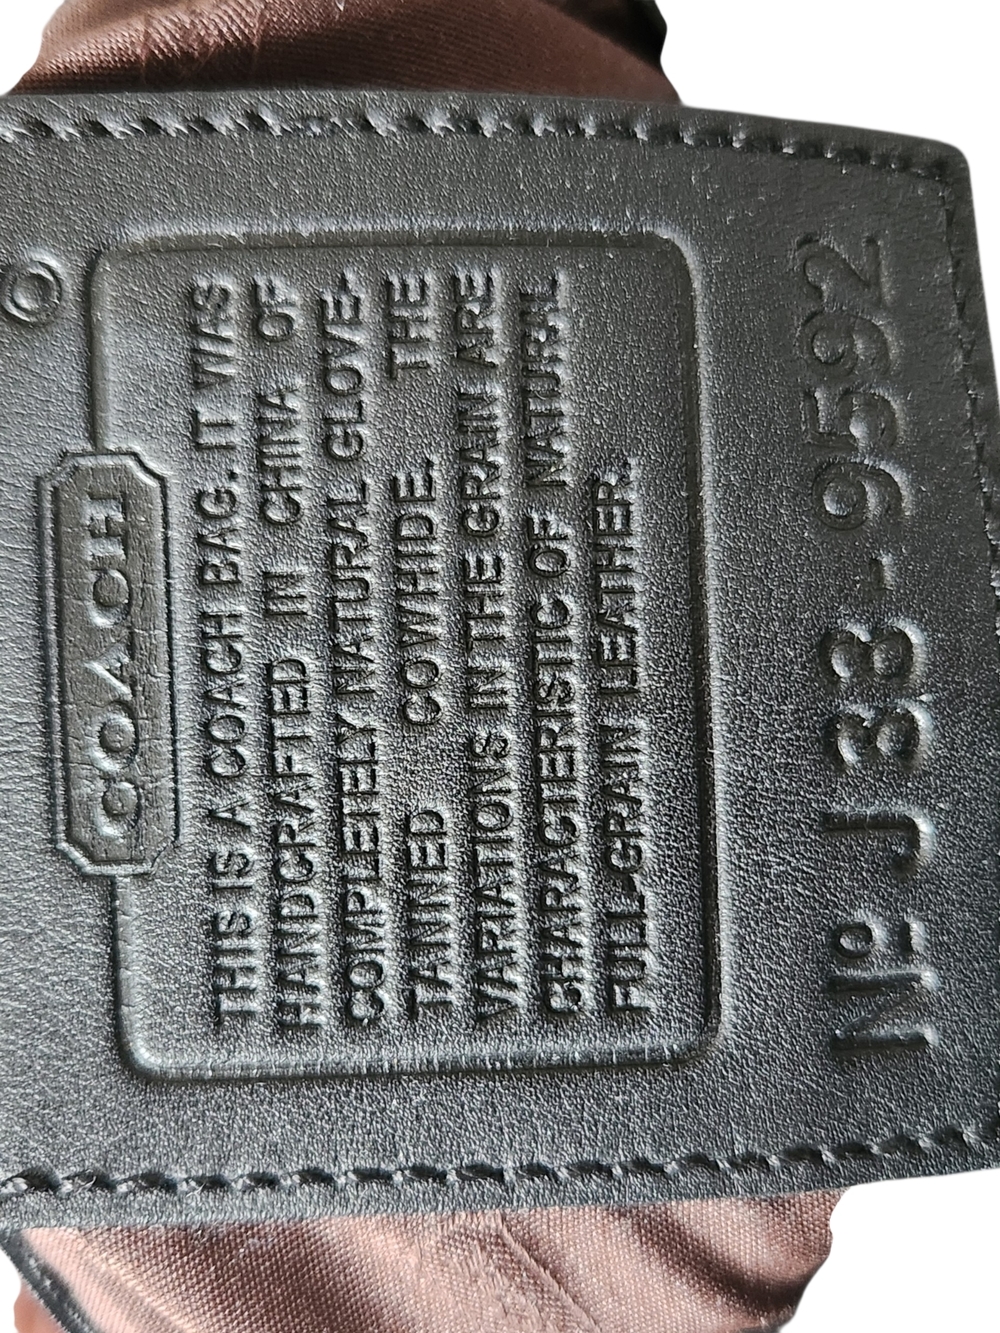 ©
COACH
THIS IS A COACH BAG. IT WAS
HANDCRAFTED IN CHINA OF
COMPLETELY NATURAL GLOVE-
TANNED COWHIDE. THE
VARIATIONS IN THE GRAIN ARE
CHARACTERISTIC OF NATURAL
FULL-GRAIN LEATHER.
Nº J88-9592